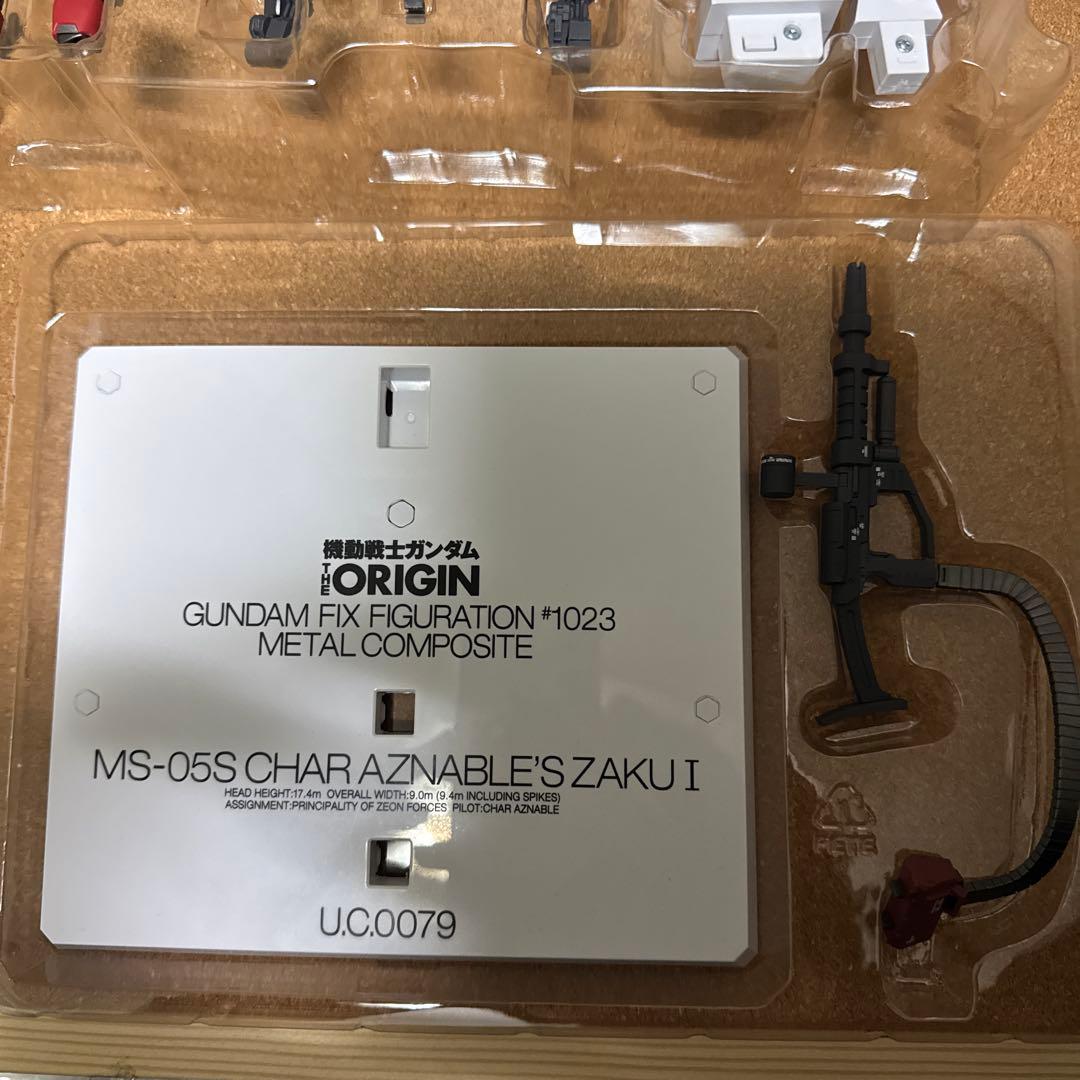 機動戦士ガンダム
THE ORIGIN
GUNDAM FIX FIGURATION #1023
METAL COMPOSITE
MS-05S CHAR AZNABLE'S ZAKU I
HEAD HEIGHT:17.4m OVERALL WIDTH:9.0m (9.4m INCLUDING SPIKES)
ASSIGNMENT:PRINCIPALITY OF ZEON FORCES PILOT:CHAR AZNABLE
U.C.0079